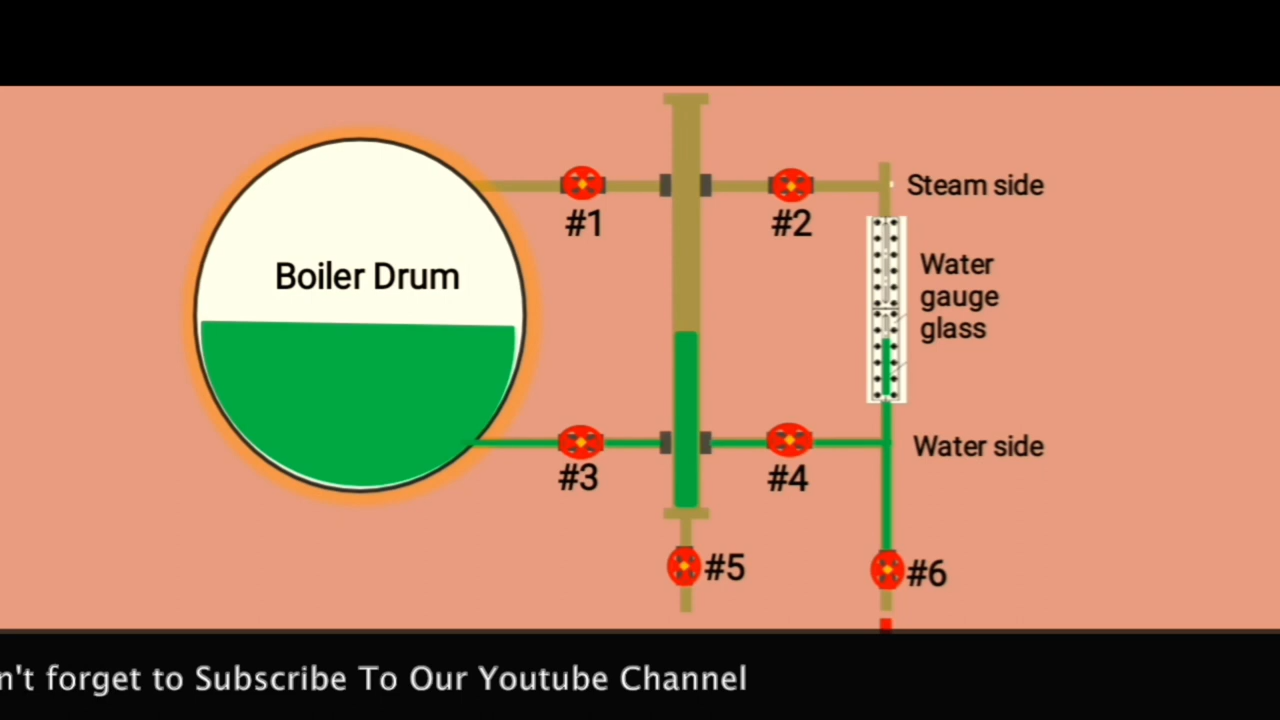 Steam side
#1
#2
Boiler Drum
Water
gauge
glass
Water side
#3
#4
#5
#6
n't forget to Subscribe To Our Youtube Channel